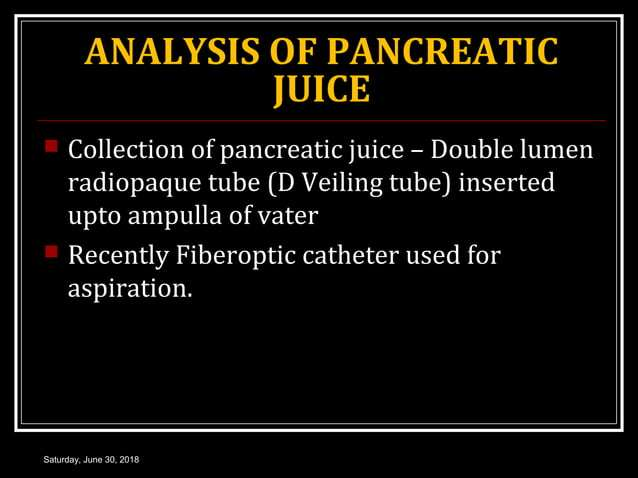 ANALYSIS OF PANCREATIC
JUICE
Collection of pancreatic juice – Double lumen
radiopaque tube (D Veiling tube) inserted
upto ampulla of vater
Recently Fiberoptic catheter used for
aspiration.
Saturday, June 30, 2018